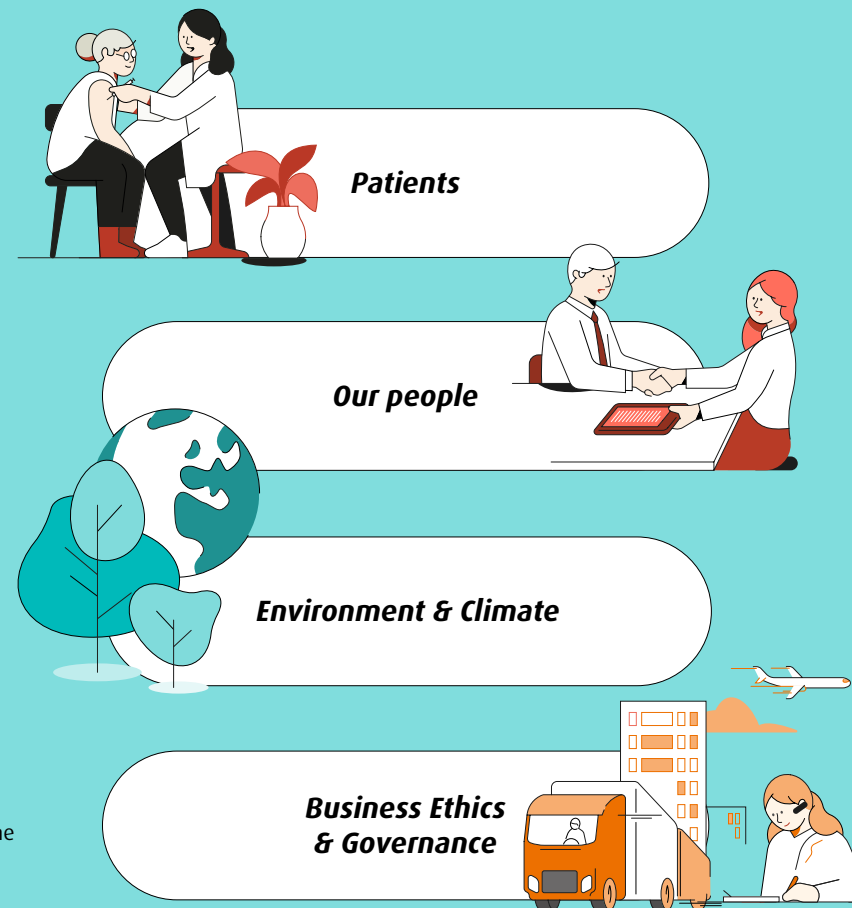 Patients
Our people
Environment & Climate
Business Ethics
& Governance